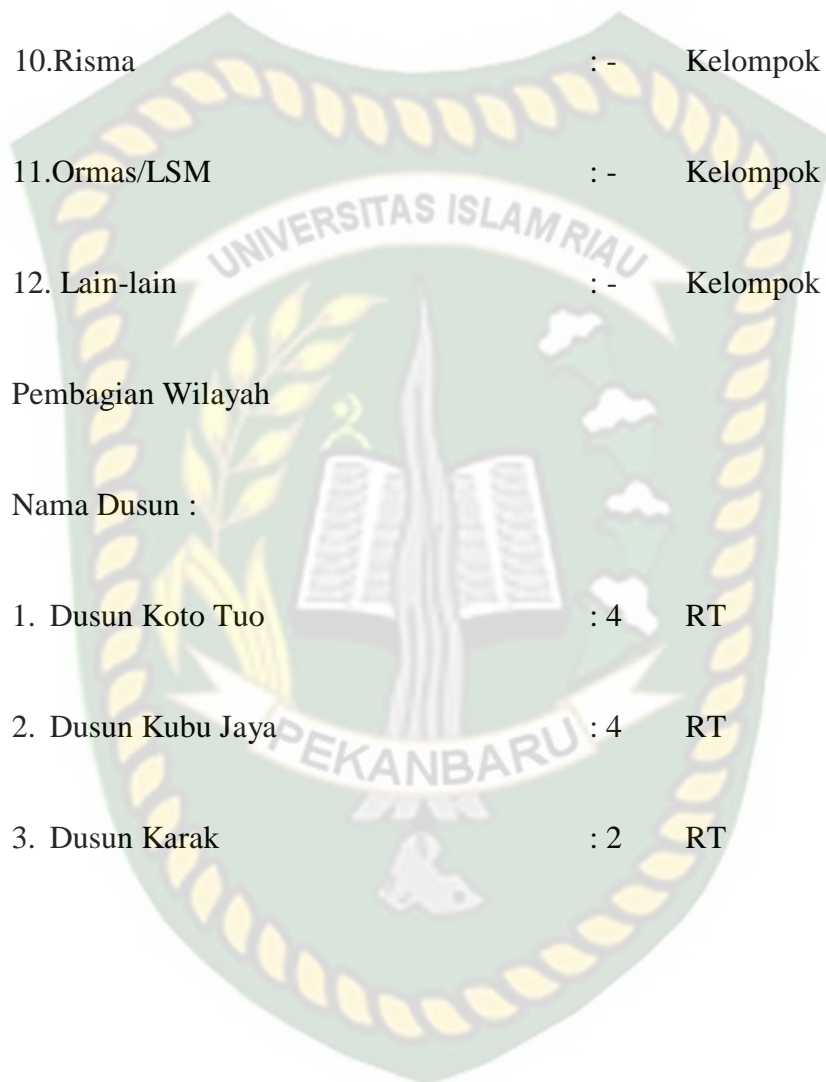 10.Risma : - Kelompok
11.Ormas/LSM : - Kelompok
UNIVERSITAS ISLAM RIAU
12. Lain-lain : - Kelompok
Pembagian Wilayah
Nama Dusun :
1. Dusun Koto Tuo : 4 RT
2. Dusun Kubu Jaya : 4 RT
PEKANBARU
3. Dusun Karak : 2 RT